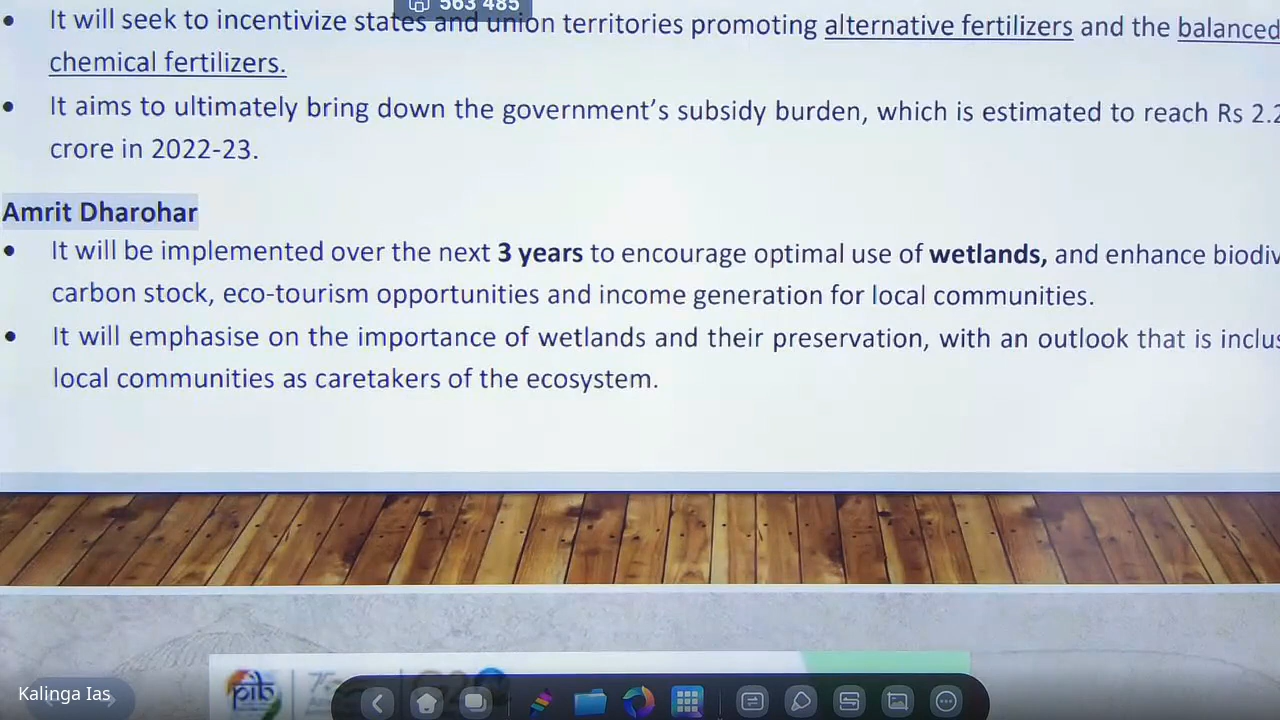 563 485
• It will seek to incentivize states and union territories promoting alternative fertilizers and the balanced
chemical fertilizers.
• It aims to ultimately bring down the government's subsidy burden, which is estimated to reach Rs 2.2
crore in 2022-23.
Amrit Dharohar
• It will be implemented over the next 3 years to encourage optimal use of wetlands, and enhance biodiv
carbon stock, eco-tourism opportunities and income generation for local communities.
• It will emphasise on the importance of wetlands and their preservation, with an outlook that is inclus
local communities as caretakers of the ecosystem.
pib
Kalinga Ias